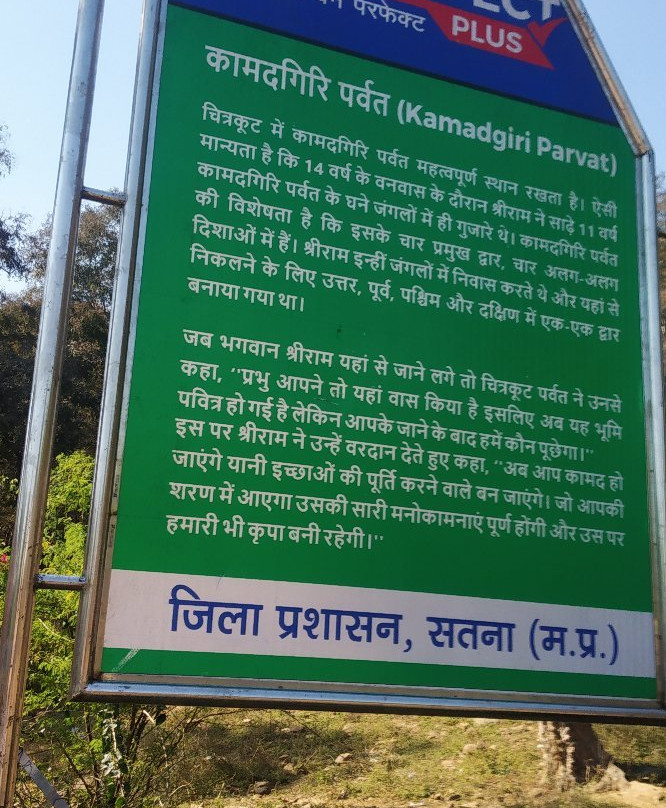 परफेक्ट
PLUS
कामदगिरि पर्वत (Kamadgiri Parvat)
चित्रकूट में कामदगिरि पर्वत महत्वपूर्ण स्थान रखता है। ऐसी
मान्यता है कि 14 वर्ष के वनवास के दौरान श्रीराम ने साढ़े 11 वर्ष
कामदगिरि पर्वत के घने जंगलों में ही गुजारे थे। कामदगिरि पर्वत
की विशेषता है कि इसके चार प्रमुख द्वार, चार अलग-अलग
दिशाओं में हैं। श्रीराम इन्हीं जंगलों में निवास करते थे और यहां से
निकलने के लिए उत्तर, पूर्व, पश्चिम और दक्षिण में एक-एक द्वार
बनाया गया था।
जब भगवान श्रीराम यहां से जाने लगे तो चित्रकूट पर्वत ने उनसे
कहा, ‘‘प्रभु आपने तो यहां वास किया है इसलिए अब यह भूमि
पवित्र हो गई है लेकिन आपके जाने के बाद हमें कौन पूछेगा।’’
इस पर श्रीराम ने उन्हें वरदान देते हुए कहा, ‘‘अब आप कामद हो
जाएंगे यानी इच्छाओं की पूर्ति करने वाले बन जाएंगे। जो आपकी
शरण में आएगा उसकी सारी मनोकामनाएं पूर्ण होंगी और उस पर
हमारी भी कृपा बनी रहेगी।’’
जिला प्रशासन, सतना (म.प्र.)